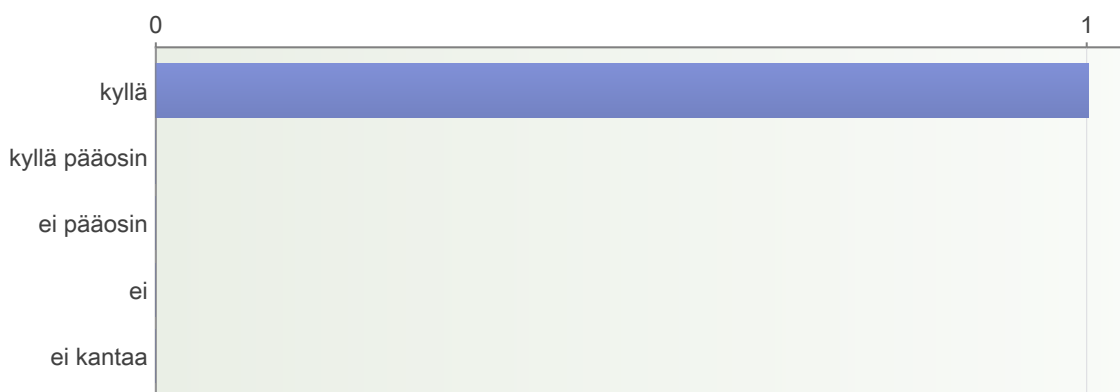 0 1
kyllä
kyllä pääosin
ei pääosin
ei
ei kantaa